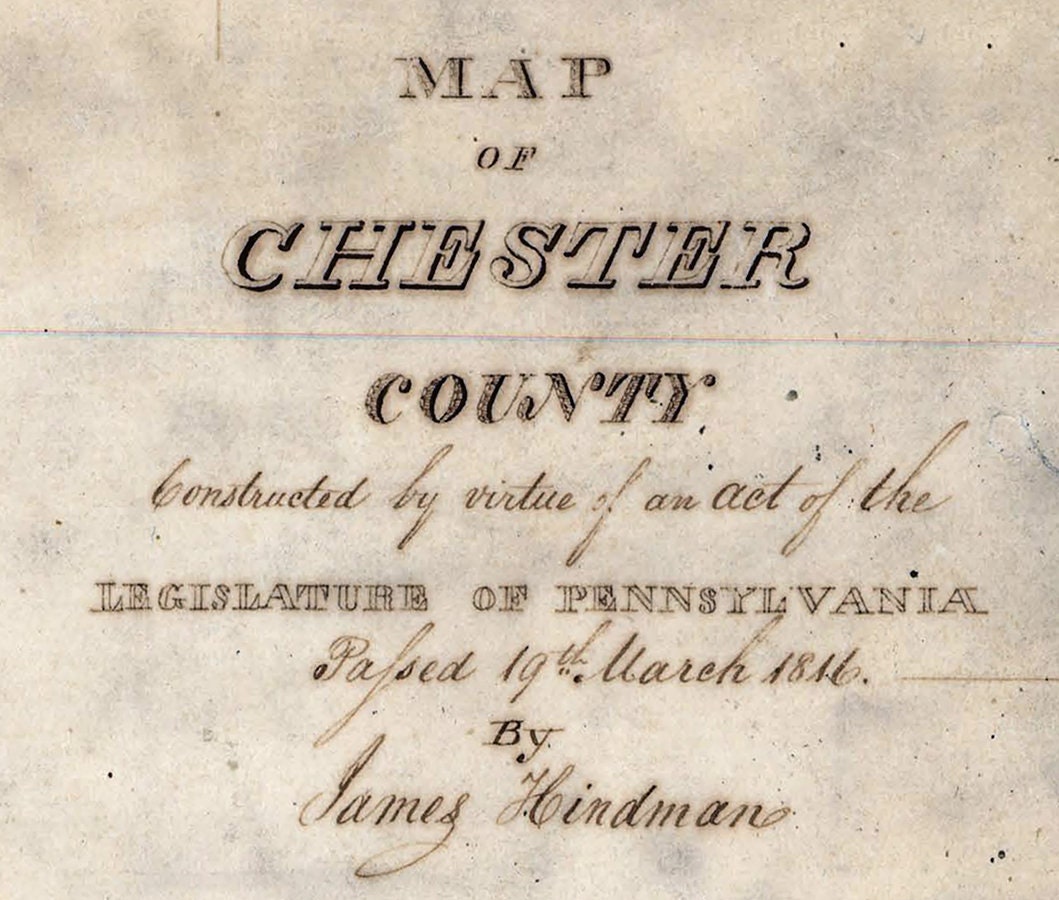 MAP
OF
CHESTER
COUNTY
Constructed by virtue of an act of the
LEGISLATURE OF PENNSYLVANIA
Paſsed 19th March 1816.
By
James Hindman